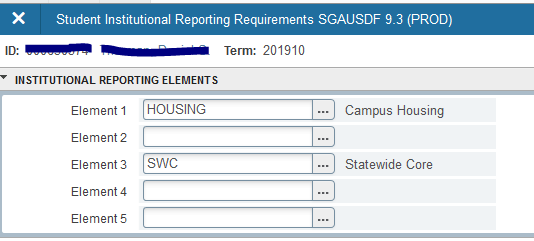 Student Institutional Reporting Requirements SGAUSDF 9.3 (PROD)
ID: Term: 201910
INSTITUTIONAL REPORTING ELEMENTS
Element 1 HOUSING ... Campus Housing
Element 2 ...
Element 3 SWC ... Statewide Core
Element 4 ...
Element 5 ...